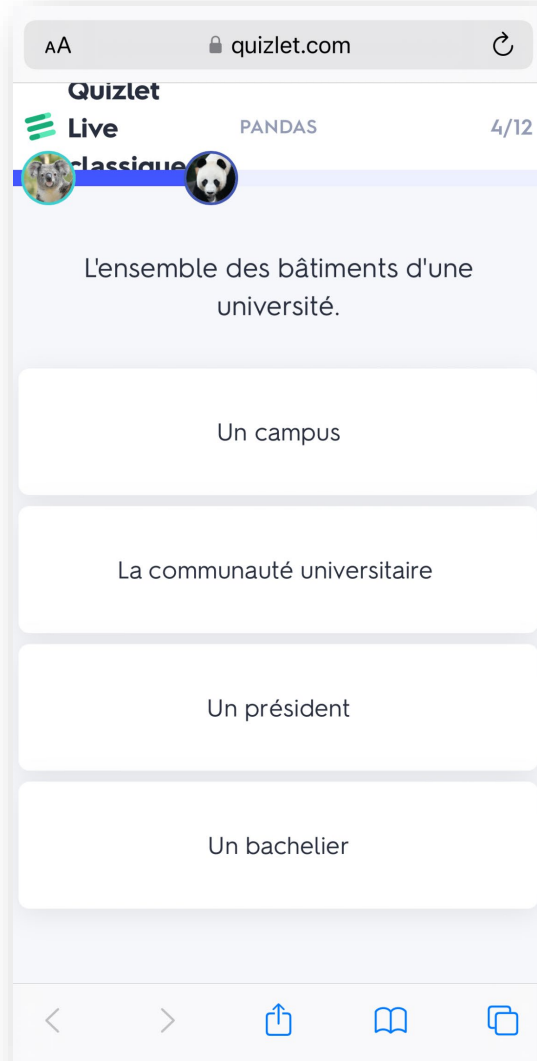 AA
quizlet.com
Quizlet
Live
classique
PANDAS
4/12
L'ensemble des bâtiments d'une
université.
Un campus
La communauté universitaire
Un président
Un bachelier